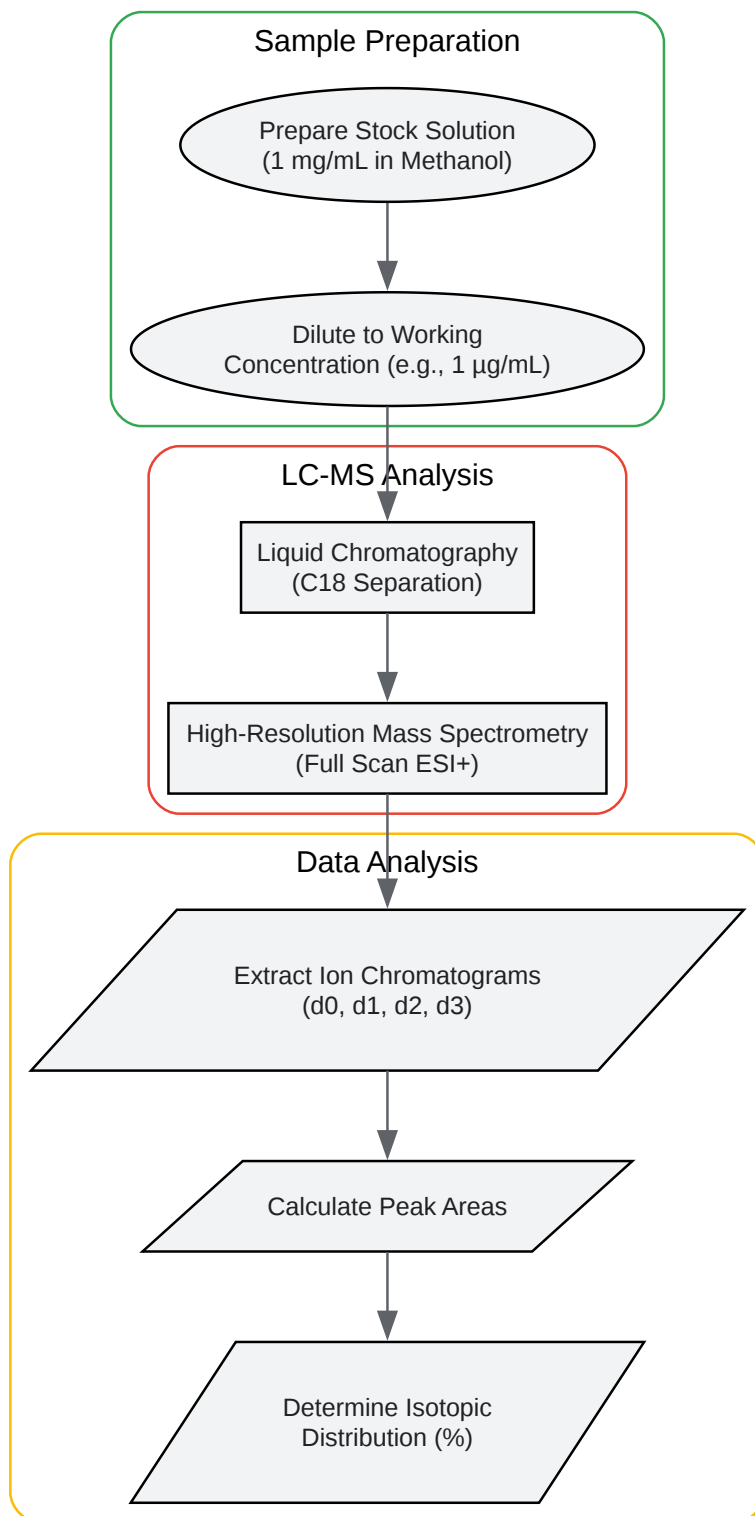 Sample Preparation
Prepare Stock Solution
(1 mg/mL in Methanol)
Dilute to Working
Concentration (e.g., 1 µg/mL)
LC-MS Analysis
Liquid Chromatography
(C18 Separation)
High-Resolution Mass Spectrometry
(Full Scan ESI+)
Data Analysis
Extract Ion Chromatograms
(d0, d1, d2, d3)
Calculate Peak Areas
Determine Isotopic
Distribution (%)